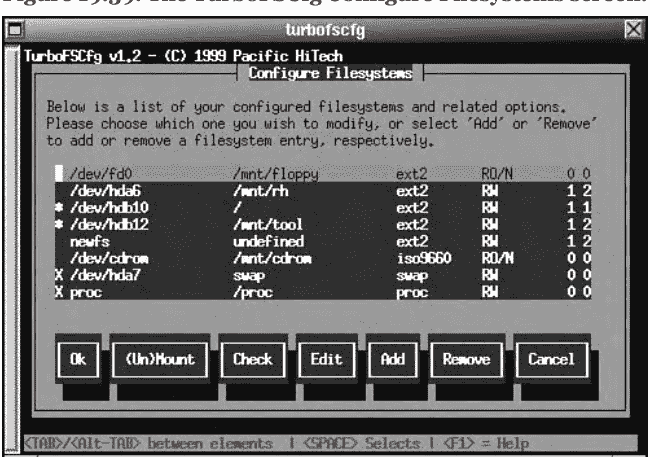 Figure 19.39. The TurboFSCfg Configure Filesystems screen.
turbofscfg
TurboFSCfg v1.2 - (C) 1999 Pacific HiTech
Configure Filesystems
Below is a list of your configured filesystems and related options.
Please choose which one you wish to modify, or select 'Add' or 'Remove'
to add or remove a filesystem entry, respectively.
/dev/fd0 /mnt/floppy ext2 RO/N 0 0
/dev/hda6 /mnt/rh ext2 RW 1 2
* /dev/hdb10 / ext2 RW 1 1
* /dev/hdb12 /mnt/tool ext2 RW 1 2
newfs undefined ext2 RW 1 2
/dev/cdrom /mnt/cdrom iso9660 RO/N 0 0
X /dev/hda7 swap swap RW 0 0
X proc /proc proc RW 0 0
Ok (Un)Mount Check Edit Add Remove Cancel
<TAB>/<Alt-TAB> between elements | <SPACE> Selects | <F1> = Help